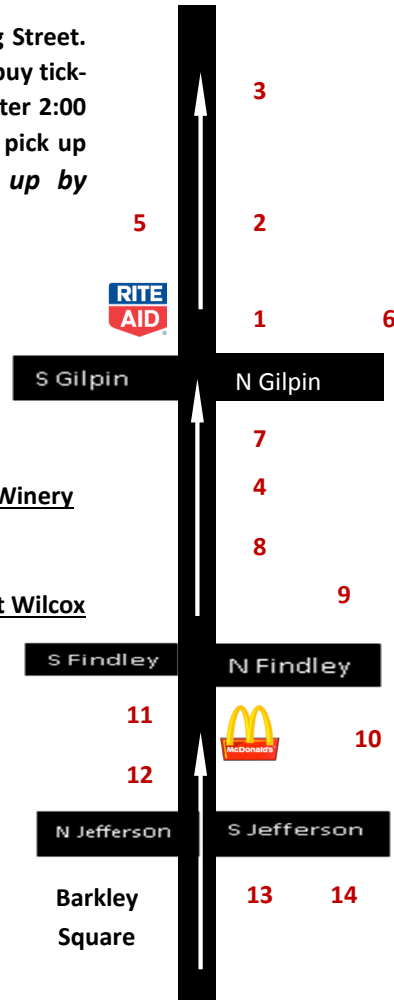 g Street.
buy tick-
ter 2:00
pick up
up by
3
5
2
RITE
AID
1
6
S Gilpin
N Gilpin
7
Winery
4
8
9
t Wilcox
S Findley
N Findley
11
McDonald's
10
12
N Jefferson
S Jefferson
Barkley
Square
13
14